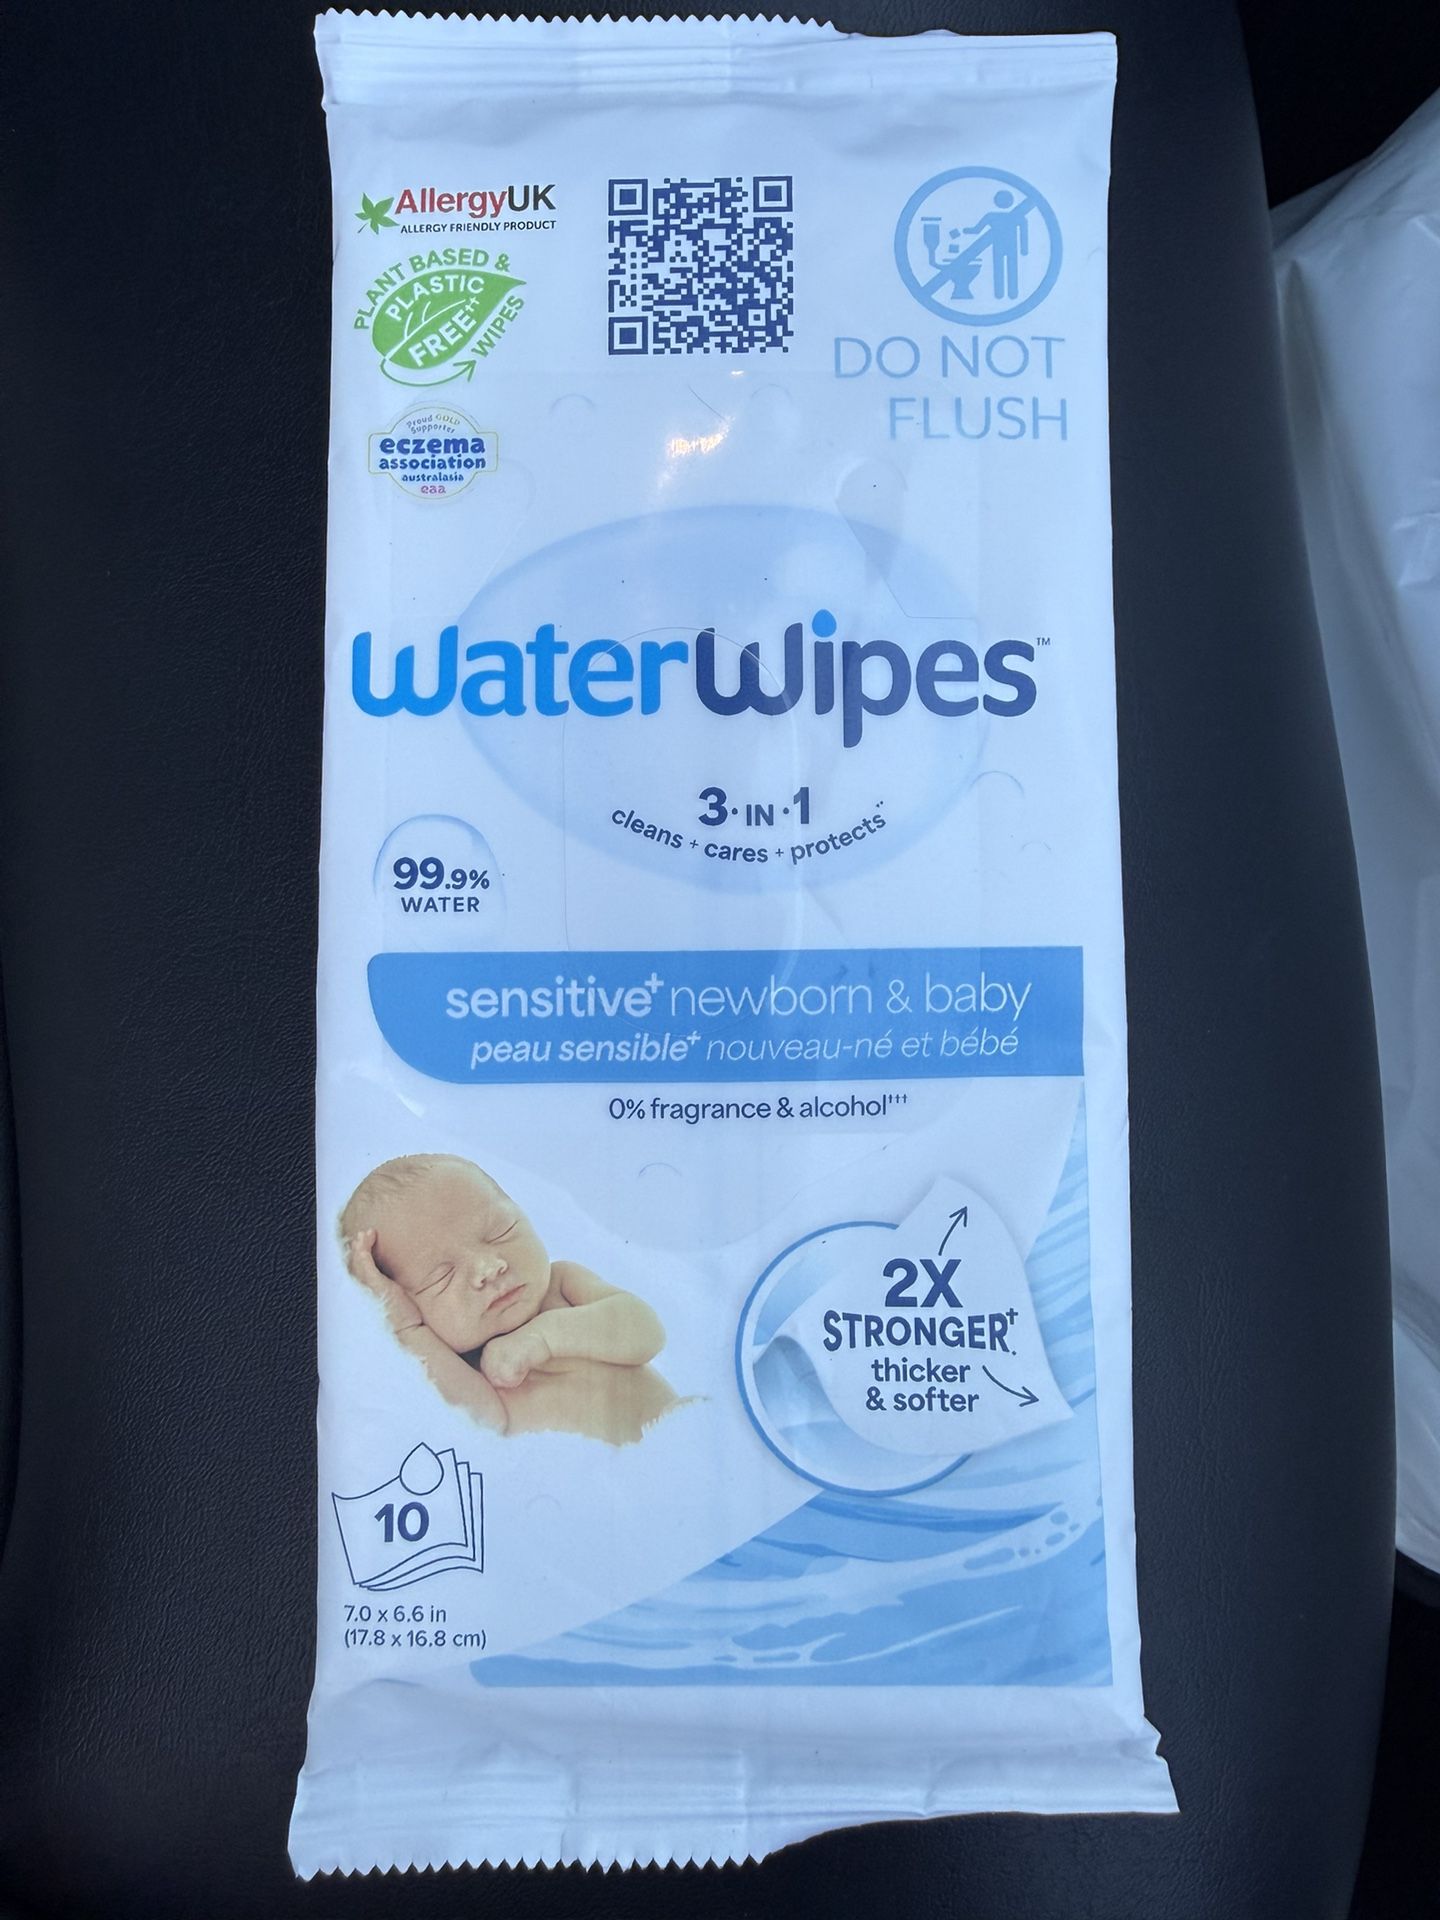 AllergyUK
ALLERGY FRIENDLY PRODUCT
PLANT BASED &
PLASTIC
FREE††
WIPES
Proud GOLD
Supporter
eczema
association
australasia
eaa
DO NOT
FLUSH
waterwipes™
3·IN·1
cleans + cares + protects**
99.9%
WATER
sensitive⁺ newborn & baby
peau sensible⁺ nouveau-né et bébé
0% fragrance & alcohol†††
2X
STRONGER†
thicker
& softer
10
7.0 x 6.6 in
(17.8 x 16.8 cm)